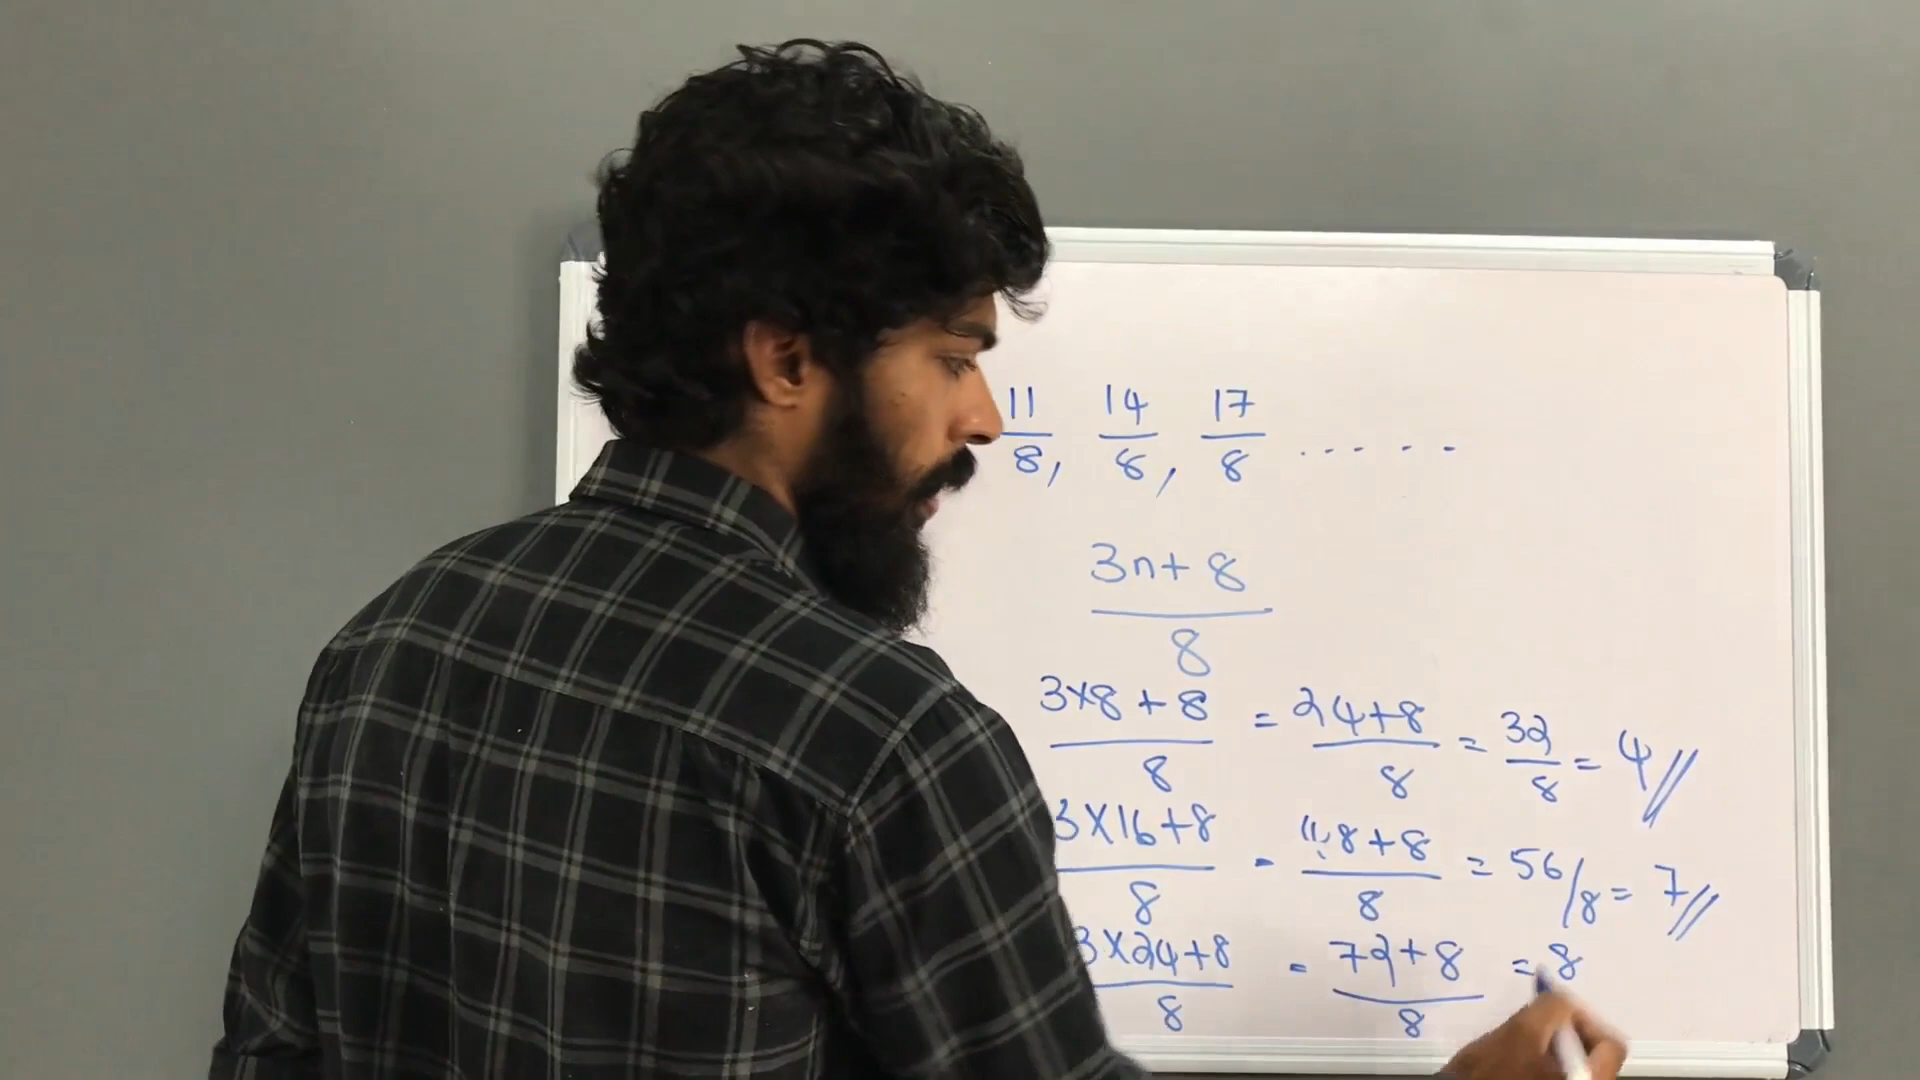 11/8, 14/8, 17/8 .....
3n+8/8
3×8+8/8 = 24+8/8 = 32/8 = 4//
3×16+8/8 - 48+8/8 = 56/8 = 7//
3×24+8/8 - 72+8/8 = 8